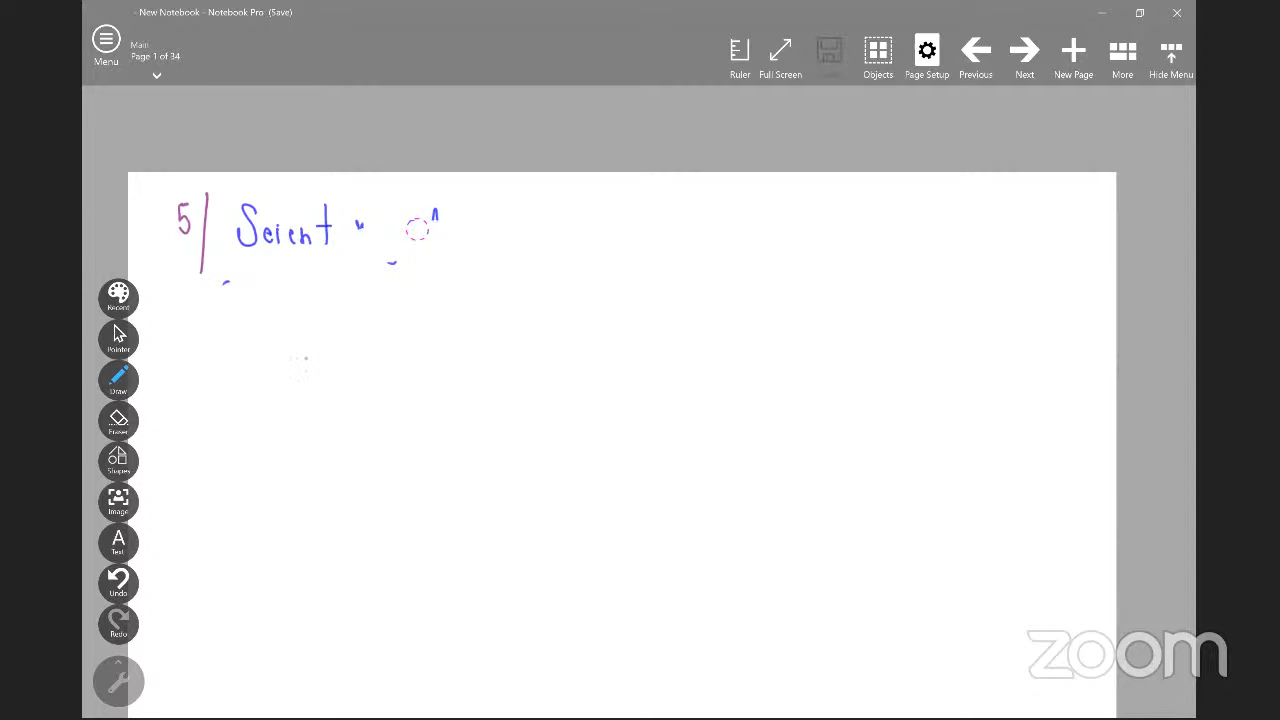 - New Notebook - Notebook Pro (Save)
Menu
Main
Page 1 of 34
Ruler
Full Screen
Objects
Page Setup
Previous
Next
New Page
More
Hide Menu
5 Scient
Recent
Pointer
Draw
Eraser
Shapes
Image
A
Text
Undo
Redo
zoom